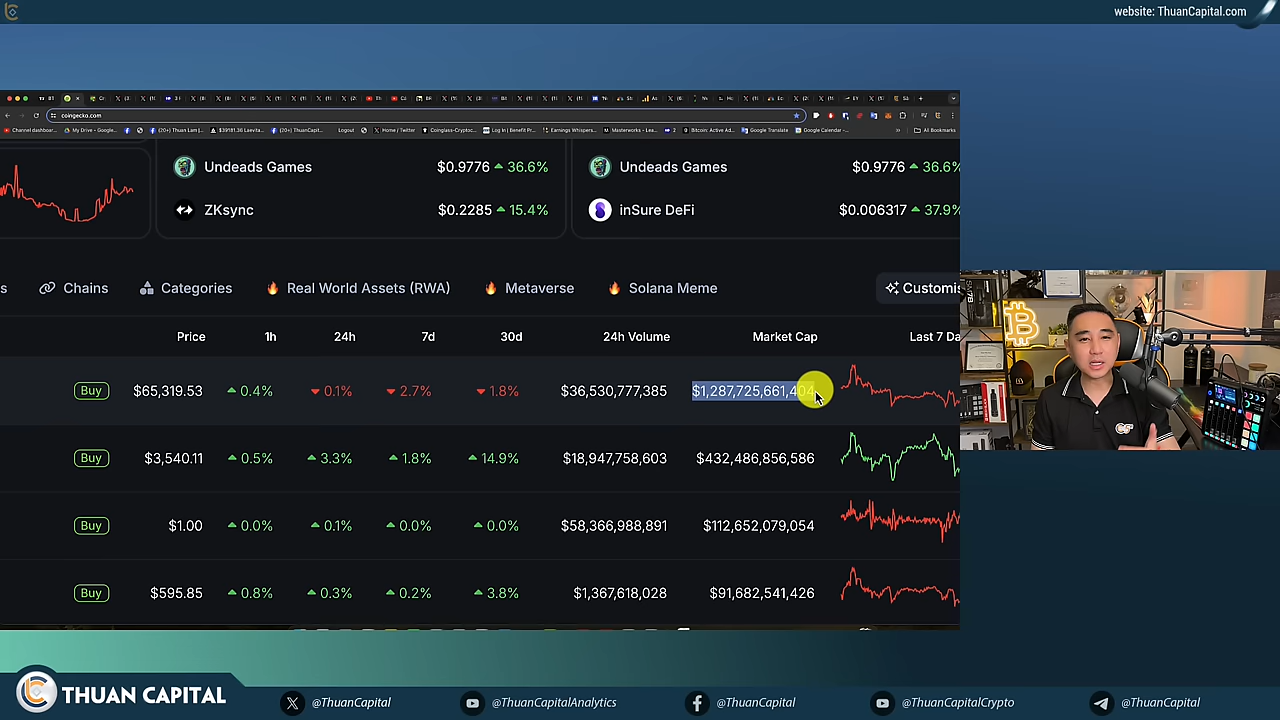 website: ThuanCapital.com
coingecko.com
Undeads Games $0.9776 36.6%
Undeads Games $0.9776 36.6%
ZKsync $0.2285 15.4%
inSure DeFi $0.006317 37.9%
s Chains Categories Real World Assets (RWA) Metaverse Solana Meme Customis
Price 1h 24h 7d 30d 24h Volume Market Cap Last 7 Da
Buy $65,319.53 0.4% 0.1% 2.7% 1.8% $36,530,777,385 $1,287,725,661,404
Buy $3,540.11 0.5% 3.3% 1.8% 14.9% $18,947,758,603 $432,486,856,586
Buy $1.00 0.0% 0.1% 0.0% 0.0% $58,366,988,891 $112,652,079,054
Buy $595.85 0.8% 0.3% 0.2% 3.8% $1,367,618,028 $91,682,541,426
THUAN CAPITAL
@ThuanCapital
@ThuanCapitalAnalytics
@ThuanCapital
@ThuanCapitalCrypto
@ThuanCapital